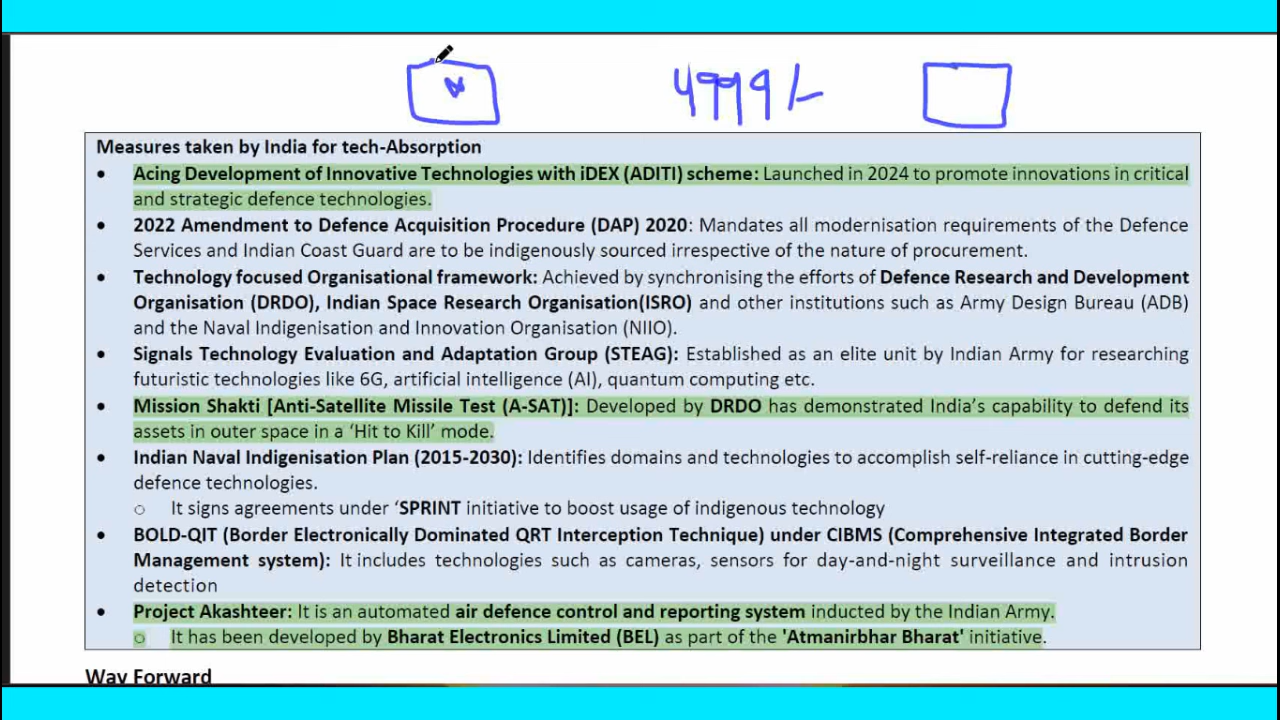 4999/-
Measures taken by India for tech-Absorption
• Acing Development of Innovative Technologies with iDEX (ADITI) scheme: Launched in 2024 to promote innovations in critical
and strategic defence technologies.
• 2022 Amendment to Defence Acquisition Procedure (DAP) 2020: Mandates all modernisation requirements of the Defence
Services and Indian Coast Guard are to be indigenously sourced irrespective of the nature of procurement.
• Technology focused Organisational framework: Achieved by synchronising the efforts of Defence Research and Development
Organisation (DRDO), Indian Space Research Organisation(ISRO) and other institutions such as Army Design Bureau (ADB)
and the Naval Indigenisation and Innovation Organisation (NIIO).
• Signals Technology Evaluation and Adaptation Group (STEAG): Established as an elite unit by Indian Army for researching
futuristic technologies like 6G, artificial intelligence (AI), quantum computing etc.
• Mission Shakti [Anti-Satellite Missile Test (A-SAT)]: Developed by DRDO has demonstrated India’s capability to defend its
assets in outer space in a ‘Hit to Kill’ mode.
• Indian Naval Indigenisation Plan (2015-2030): Identifies domains and technologies to accomplish self-reliance in cutting-edge
defence technologies.
o It signs agreements under ‘SPRINT initiative to boost usage of indigenous technology
• BOLD-QIT (Border Electronically Dominated QRT Interception Technique) under CIBMS (Comprehensive Integrated Border
Management system): It includes technologies such as cameras, sensors for day-and-night surveillance and intrusion
detection
• Project Akashteer: It is an automated air defence control and reporting system inducted by the Indian Army.
o It has been developed by Bharat Electronics Limited (BEL) as part of the 'Atmanirbhar Bharat' initiative.
Way Forward